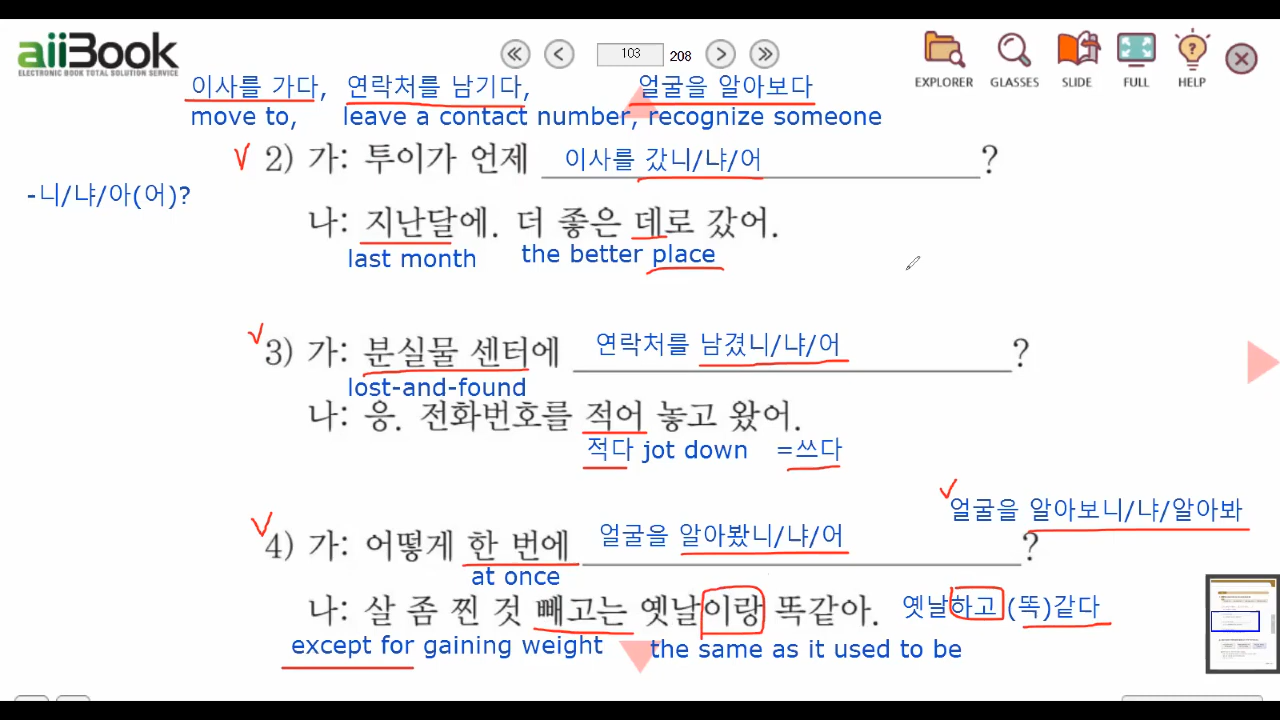 aiiBook
ELECTRONIC BOOK TOTAL SOLUTION SERVICE
103 208
EXPLORER GLASSES SLIDE FULL HELP
이사를 가다, 연락처를 남기다, 얼굴을 알아보다
move to, leave a contact number, recognize someone
2) 가: 투이가 언제 이사를 갔니/냐/어 ?
-니/냐/아(어)?
나: 지난달에. 더 좋은 데로 갔어.
last month the better place
3) 가: 분실물 센터에 연락처를 남겼니/냐/어 ?
lost-and-found
나: 응. 전화번호를 적어 놓고 왔어.
적다 jot down =쓰다
얼굴을 알아보니/냐/알아봐
4) 가: 어떻게 한 번에 얼굴을 알아봤니/냐/어 ?
at once
나: 살 좀 찐 것 빼고는 옛날이랑 똑같아. 옛날하고 (똑)같다
except for gaining weight the same as it used to be